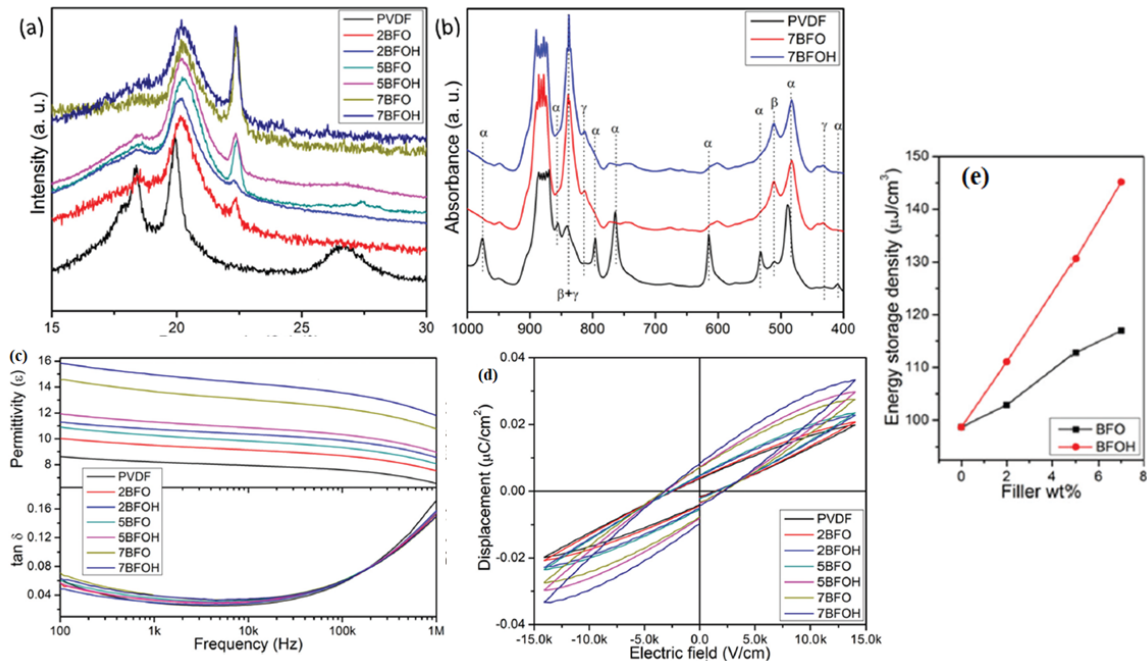 (a)
Intensity (a. u.)
PVDF
2BFO
2BFOH
5BFO
5BFOH
7BFO
7BFOH
15 20 25 30
(b)
Absorbance (a. u.)
PVDF
7BFO
7BFOH
α α γ α α α α β α γ α
β+γ
1000 900 800 700 600 500 400
(c)
Permittivity (ε)
16
14
12
10
8
tan δ
0.16
0.12
0.08
0.04
PVDF
2BFO
2BFOH
5BFO
5BFOH
7BFO
7BFOH
100 1k 10k 100k 1M
Frequency (Hz)
(d)
Displacement (μC/cm²)
0.04
0.02
0.00
-0.02
-0.04
PVDF
2BFO
2BFOH
5BFO
5BFOH
7BFO
7BFOH
-15.0k -10.0k -5.0k 0.0 5.0k 10.0k 15.0k
Electric field (V/cm)
(e)
Energy storage density (μJ/cm³)
150
140
130
120
110
100
BFO
BFOH
0 2 4 6 8
Filler wt%